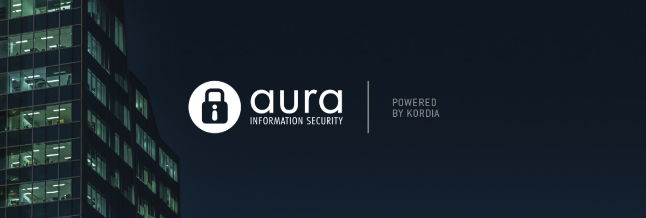 aura
INFORMATION SECURITY
POWERED
BY KORDIA